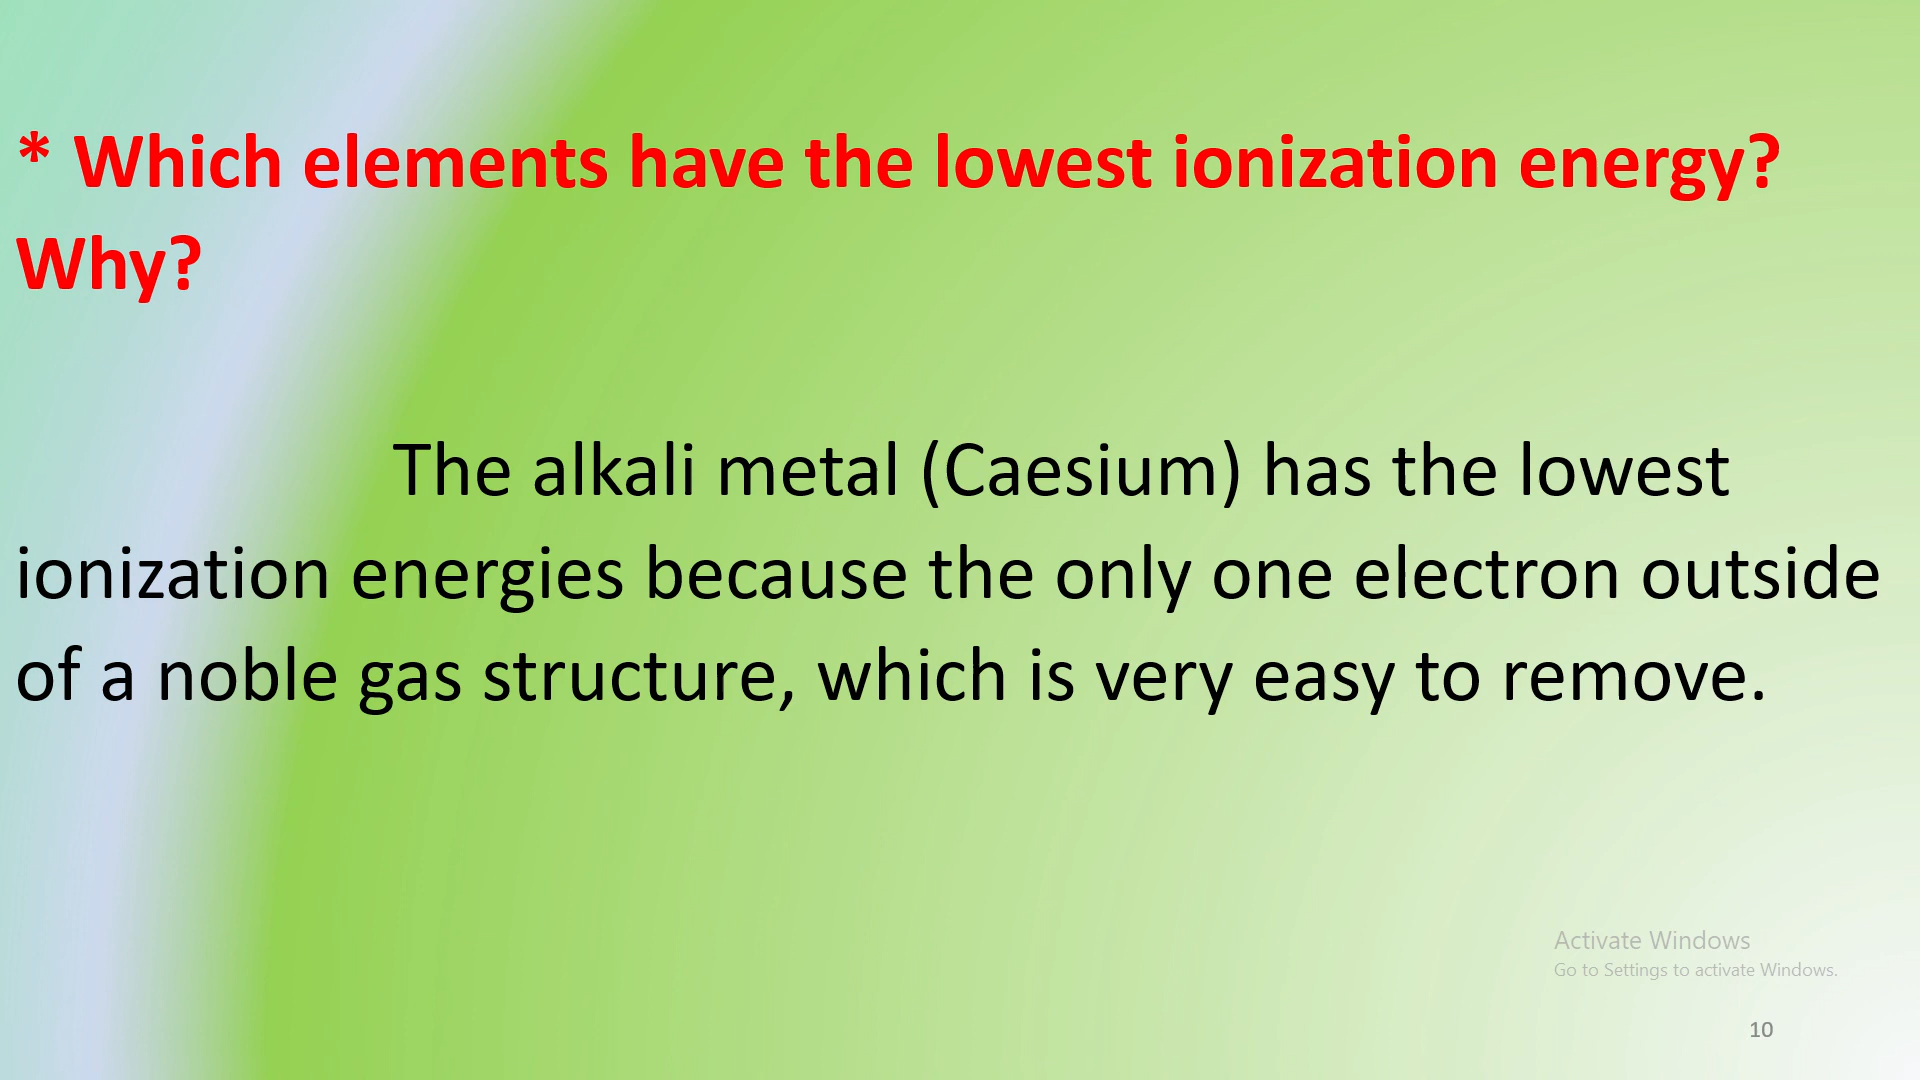 * Which elements have the lowest ionization energy?
Why?
The alkali metal (Caesium) has the lowest
ionization energies because the only one electron outside
of a noble gas structure, which is very easy to remove.
Activate Windows
Go to Settings to activate Windows.
10